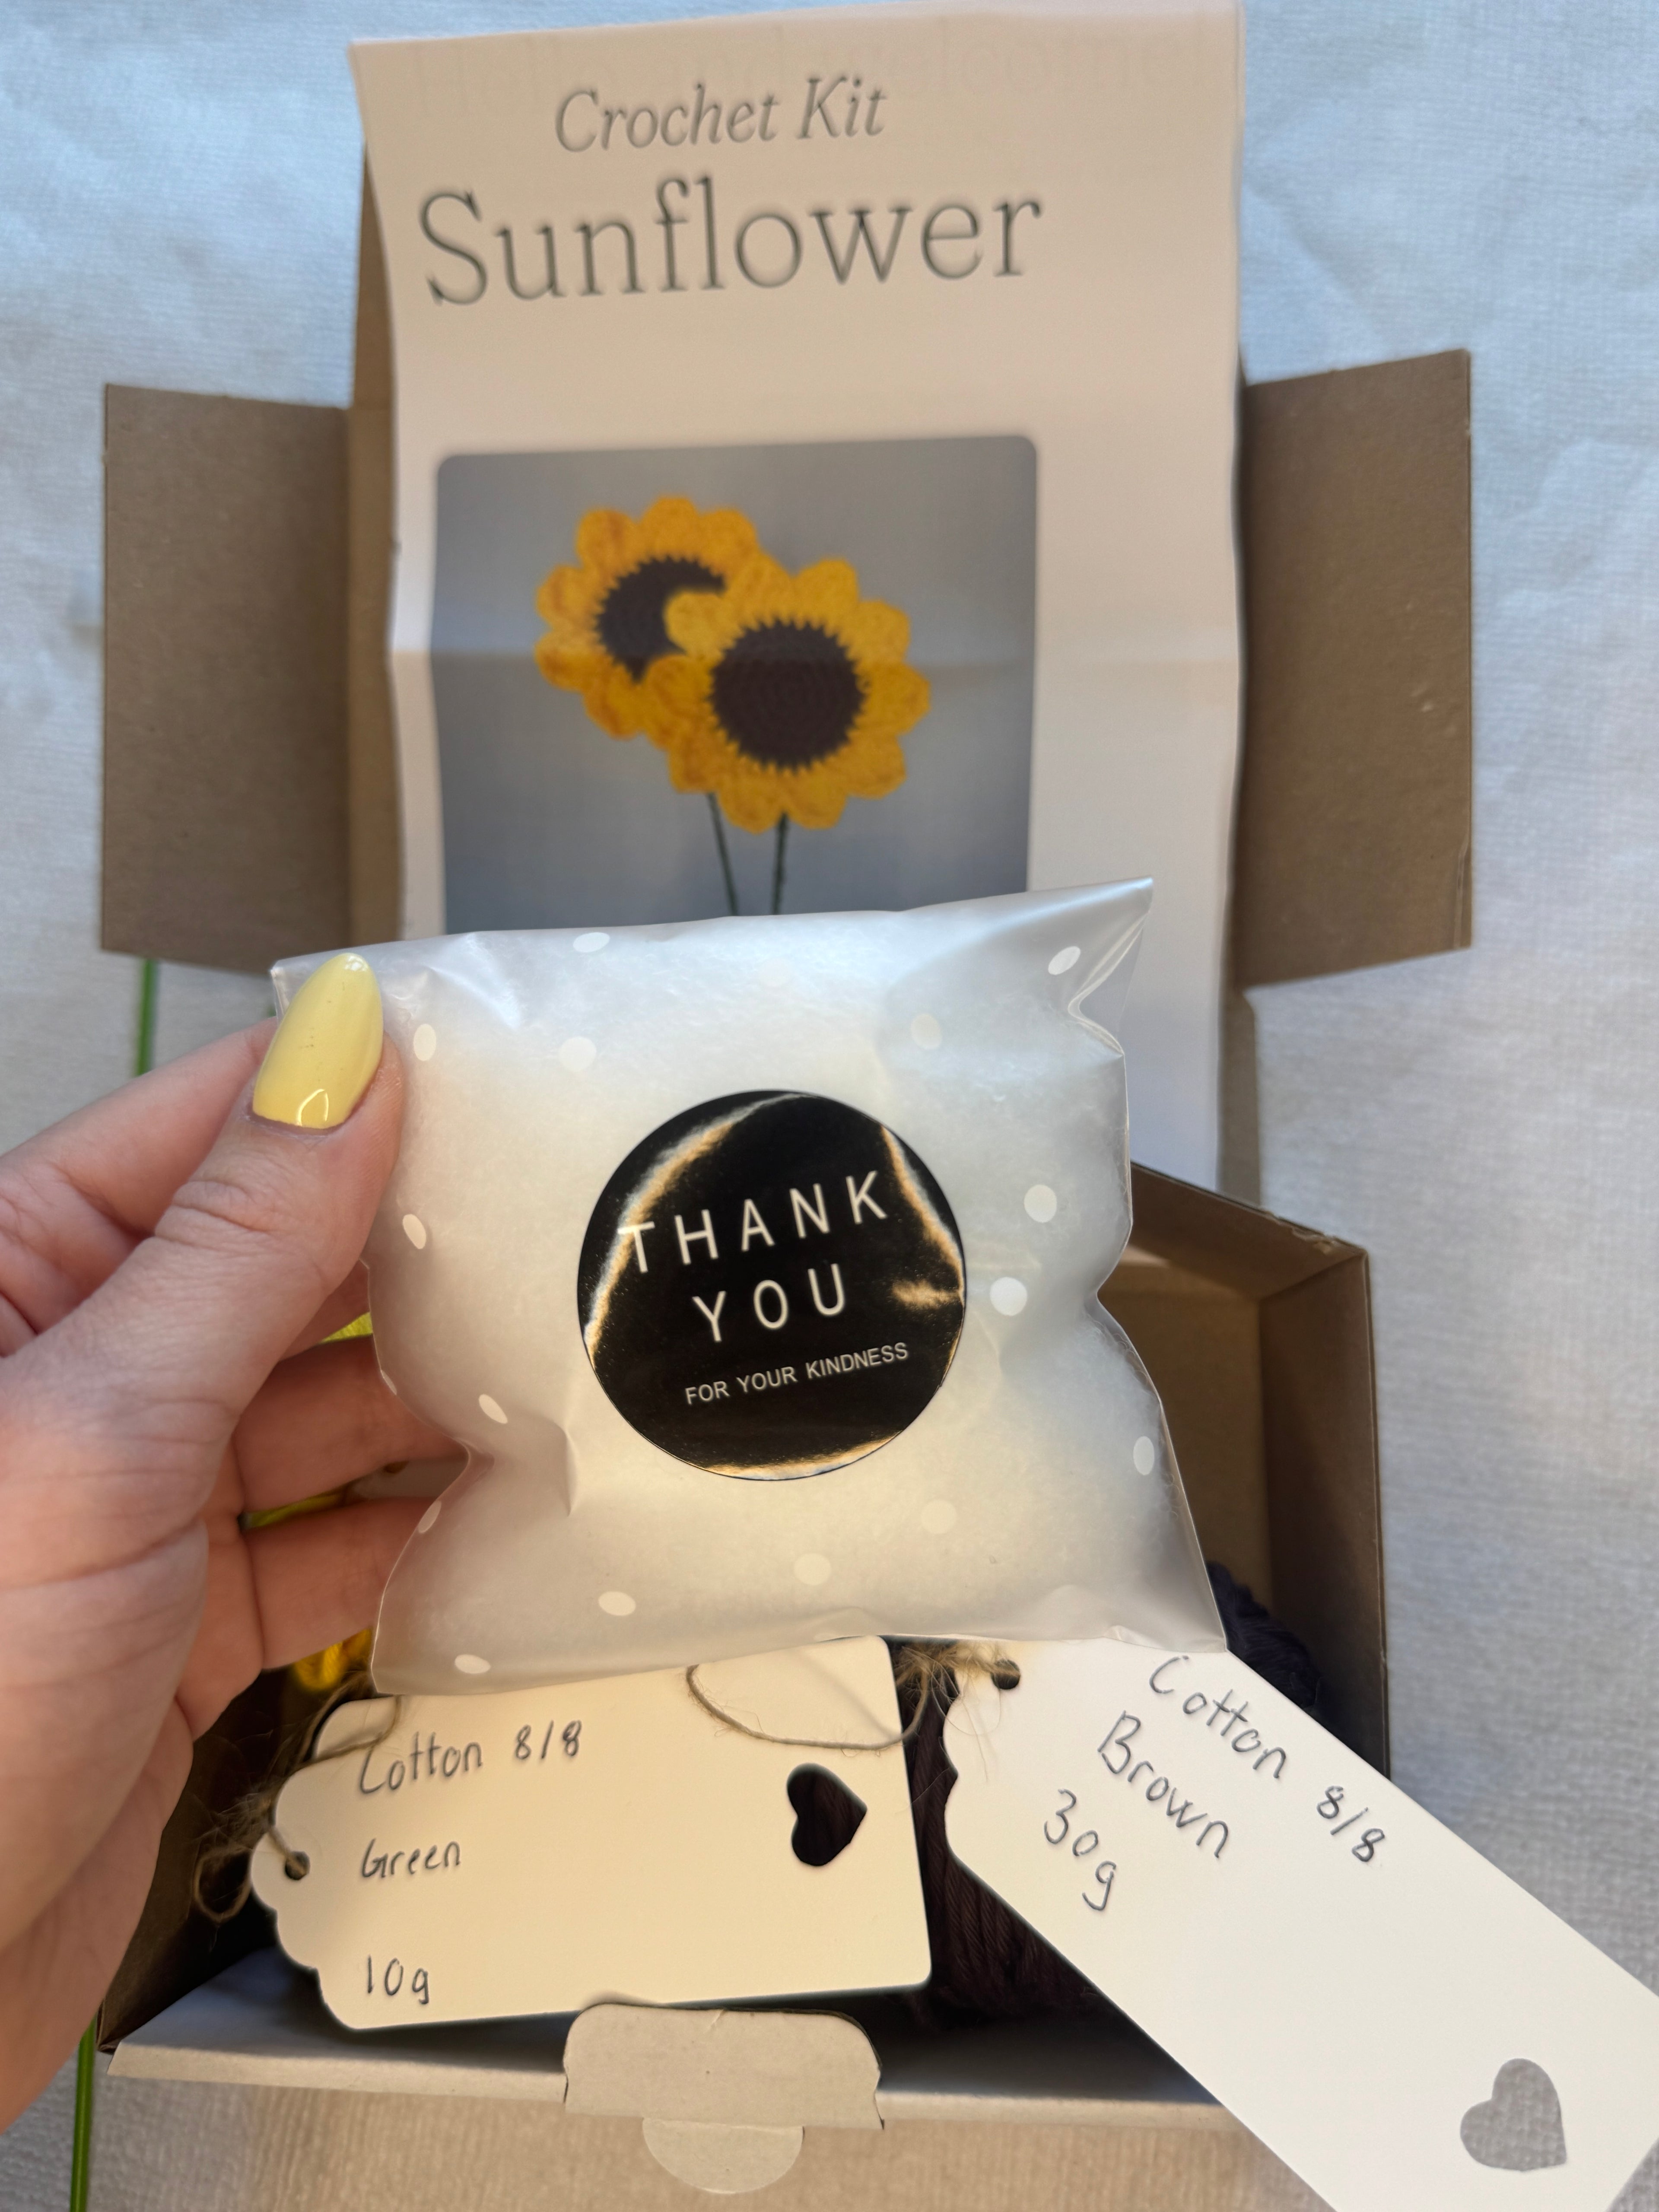 Crochet Kit
Sunflower
THANK
YOU
FOR YOUR KINDNESS
Cotton 8/8
Green
10g
Cotton 8/8
Brown
30g